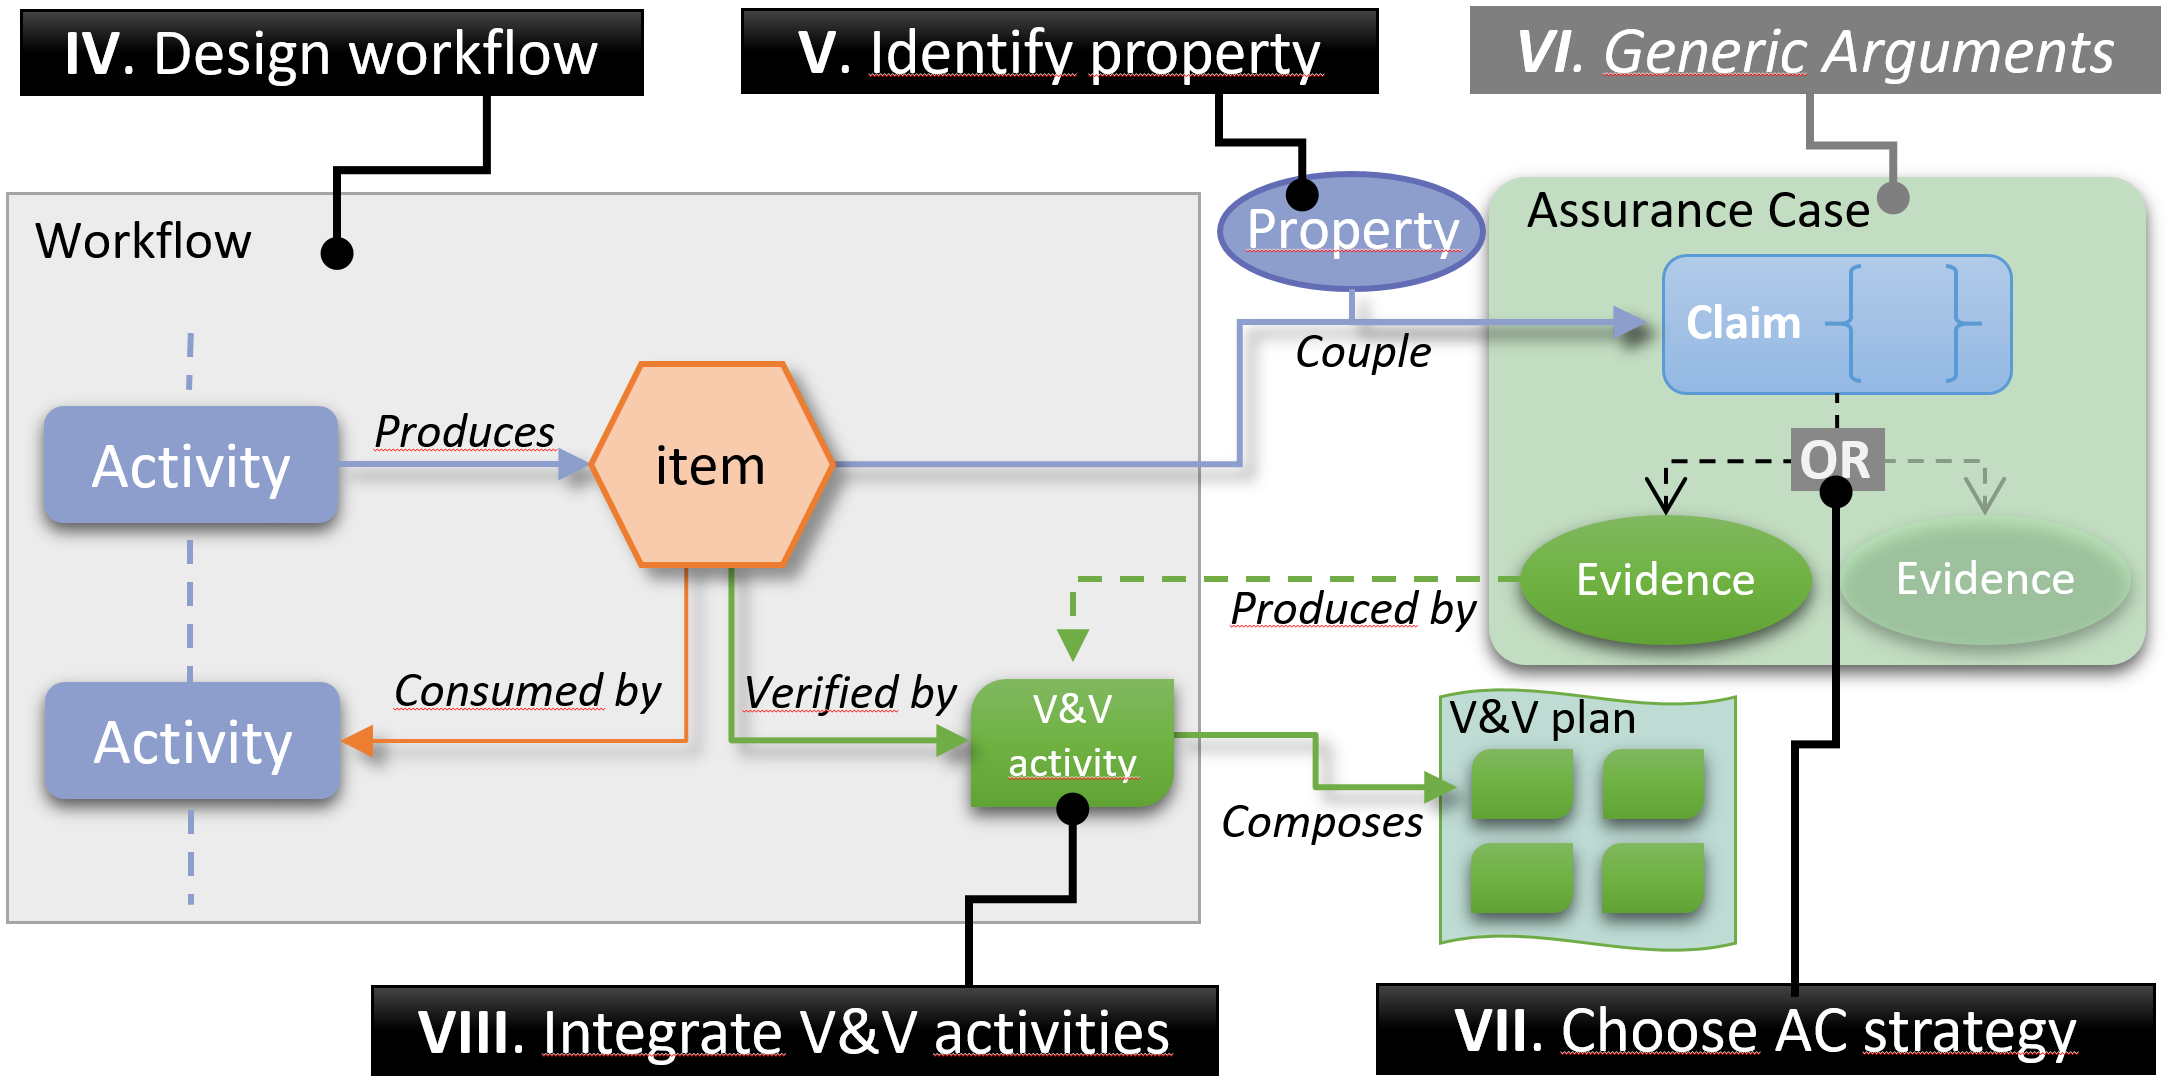 IV. Design workflow
V. Identify property
VI. Generic Arguments
Workflow
Property
Assurance Case
Claim
Couple
Produces
Activity
item
OR
Evidence
Evidence
Produced by
Consumed by
Verified by
Activity
V&V
activity
V&V plan
Composes
VIII. Integrate V&V activities
VII. Choose AC strategy